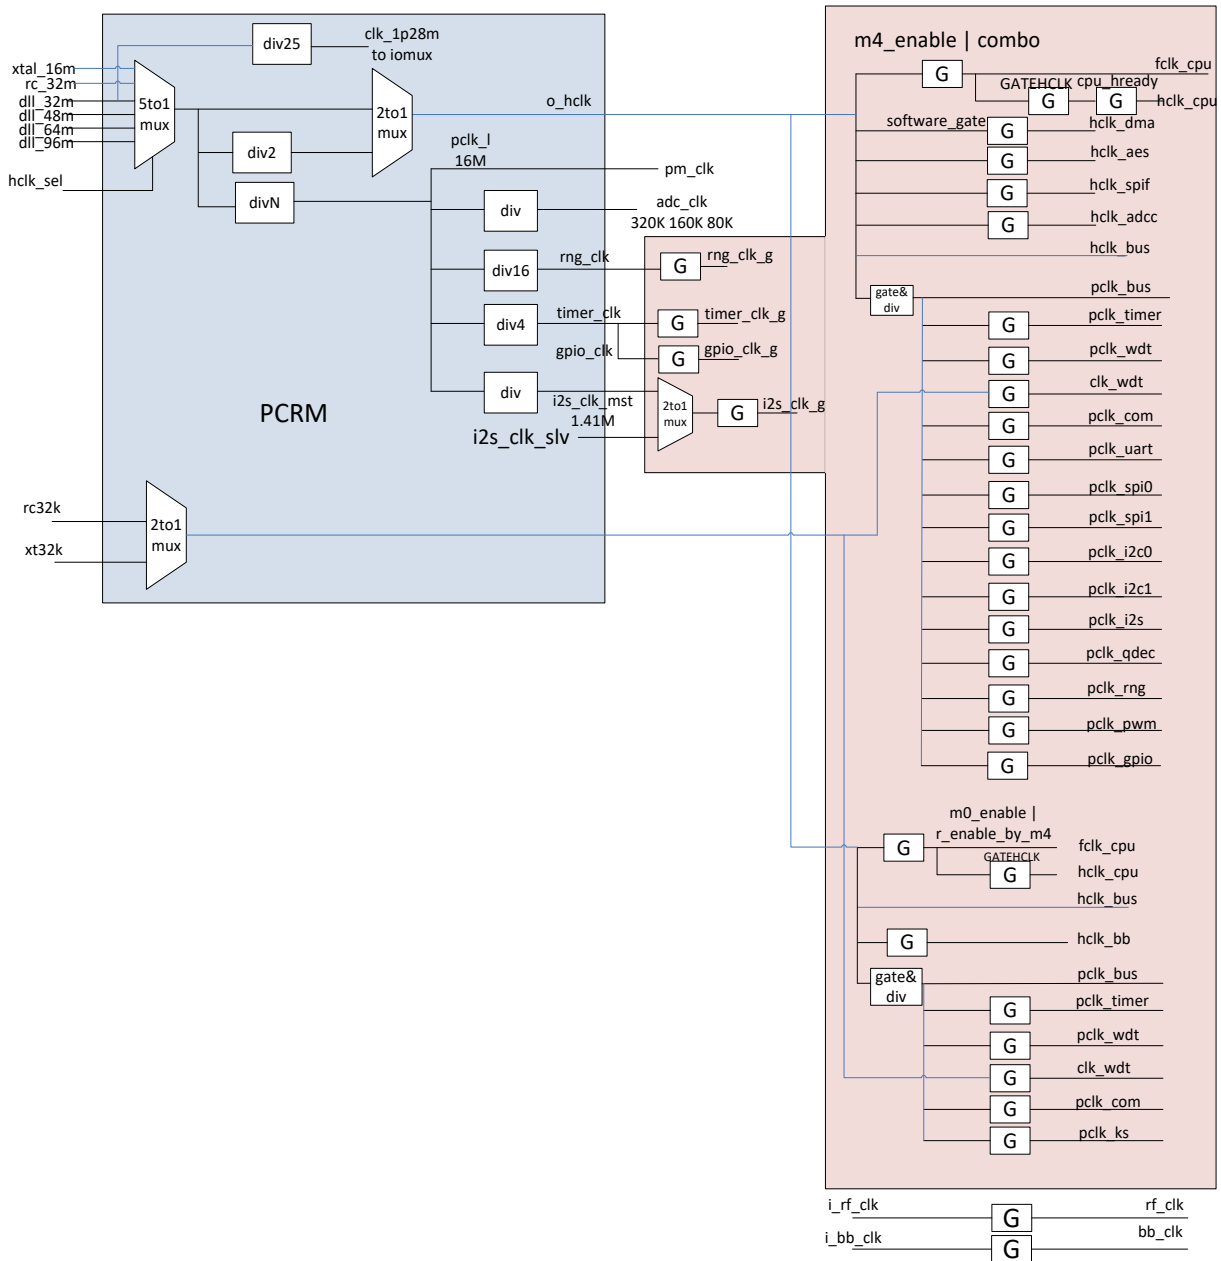 div25
clk_1p28m
to iomux
xtal_16m
rc_32m
dll_32m
dll_48m
dll_64m
dll_96m
hclk_sel
5to1
mux
div2
divN
2to1
mux
o_hclk
pclk_l
16M
pm_clk
div
adc_clk
320K 160K 80K
div16
rng_clk
G
rng_clk_g
div4
timer_clk
G
timer_clk_g
gpio_clk
G
gpio_clk_g
div
i2s_clk_mst
1.41M
i2s_clk_slv
2to1
mux
G
i2s_clk_g
PCRM
rc32k
xt32k
2to1
mux
m4_enable | combo
G
fclk_cpu
GATEHCLK
cpu_hready
G
G
hclk_cpu
software_gate
G
hclk_dma
G
hclk_aes
G
hclk_spif
G
hclk_adcc
hclk_bus
gate&
div
pclk_bus
G
pclk_timer
G
pclk_wdt
G
clk_wdt
G
pclk_com
G
pclk_uart
G
pclk_spi0
G
pclk_spi1
G
pclk_i2c0
G
pclk_i2c1
G
pclk_i2s
G
pclk_qdec
G
pclk_rng
G
pclk_pwm
G
pclk_gpio
m0_enable |
r_enable_by_m4
G
fclk_cpu
GATEHCLK
G
hclk_cpu
hclk_bus
G
hclk_bb
gate&
div
pclk_bus
G
pclk_timer
G
pclk_wdt
G
clk_wdt
G
pclk_com
G
pclk_ks
i_rf_clk
G
rf_clk
i_bb_clk
G
bb_clk